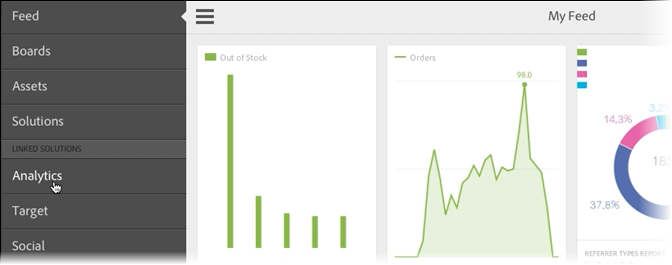 Feed
Boards
Assets
Solutions
LINKED SOLUTIONS
Analytics
Target
Social
My Feed
Out of Stock
Orders
98.0
14,3%
3,2
18
37,8%
REFERRER TYPES REPORT